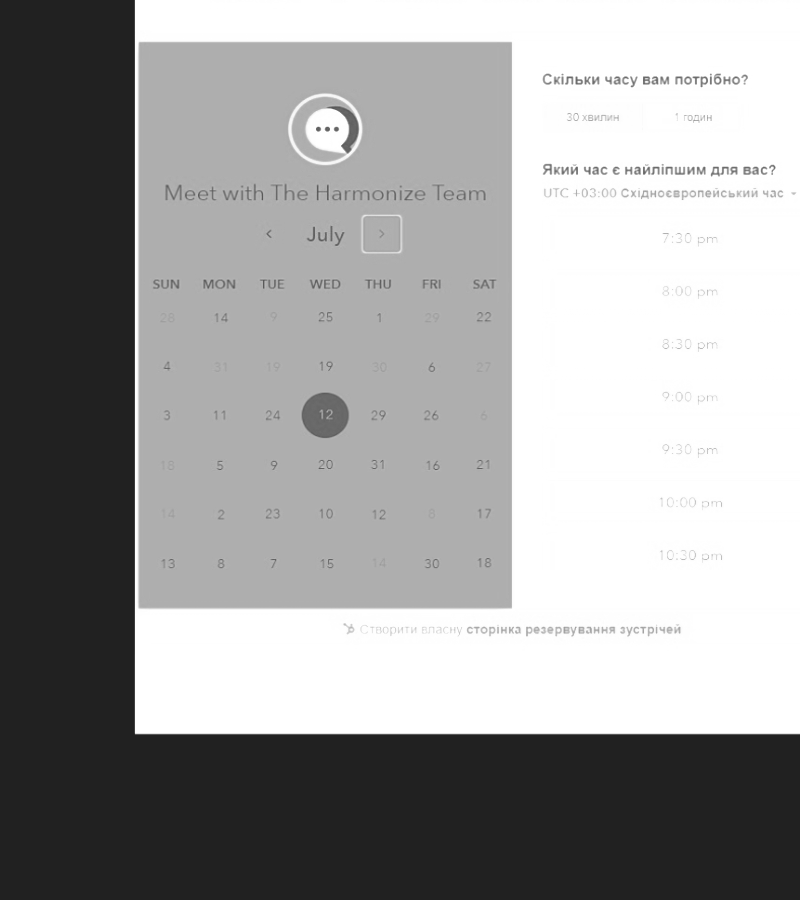 Meet with The Harmonize Team
July
SUN MON TUE WED THU FRI SAT
28 14 9 25 1 29 22
4 31 19 19 30 6 27
3 11 24 12 29 26 6
18 5 9 20 31 16 21
14 2 23 10 12 8 17
13 8 7 15 14 30 18
Скільки часу вам потрібно?
30 хвилин 1 годин
Який час є найліпшим для вас?
UTC +03:00 Східноєвропейський час
7:30 pm
8:00 pm
8:30 pm
9:00 pm
9:30 pm
10:00 pm
10:30 pm
Створити власну сторінка резервування зустрічей